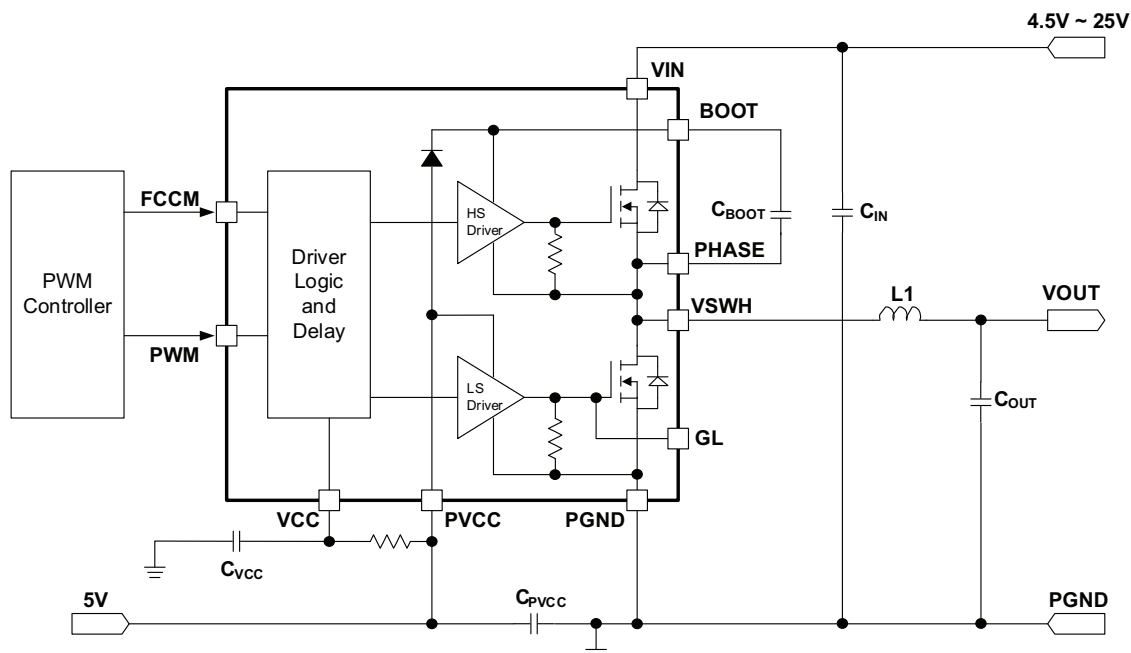 4.5V ~ 25V
VIN
BOOT
FCCM
HS
Driver
CBOOT
CIN
PWM
Controller
Driver
Logic
and
Delay
PHASE
L1
VOUT
VSWH
PWM
LS
Driver
COUT
GL
VCC
PVCC
PGND
CVCC
5V
CPVCC
PGND